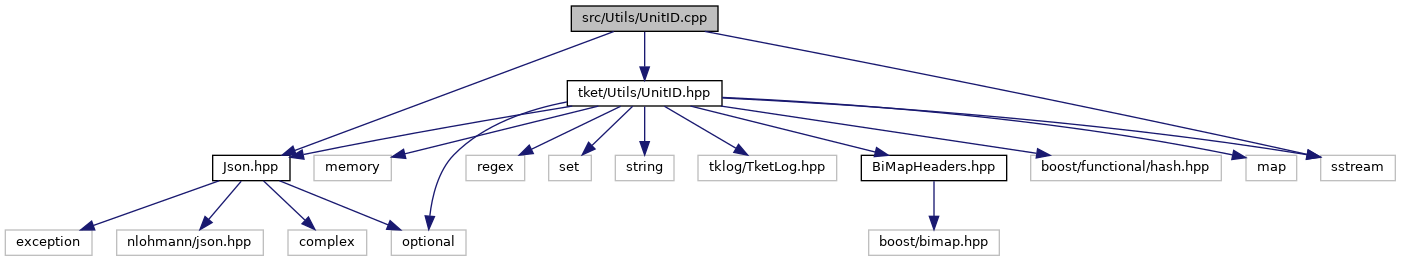 src/Utils/UnitID.cpp
tket/Utils/UnitID.hpp
Json.hpp
memory
regex
set
string
tklog/TketLog.hpp
BiMapHeaders.hpp
boost/functional/hash.hpp
map
sstream
exception
nlohmann/json.hpp
complex
optional
boost/bimap.hpp